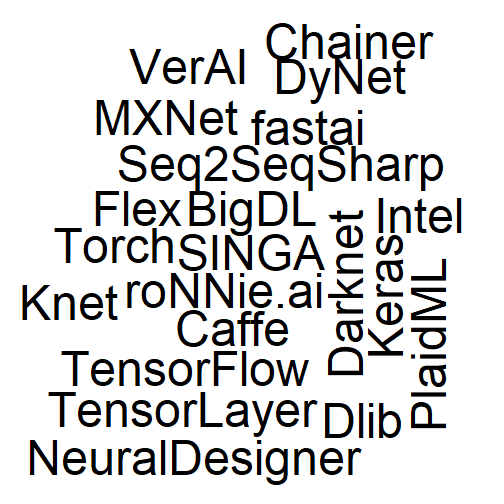 Chainer
VerAI
DyNet
MXNet
fastai
Seq2SeqSharp
Flex
BigDL
Intel
Torch
SINGA
Darknet
Keras
PlaidML
Knet
roNNie.ai
Caffe
TensorFlow
TensorLayer
Dlib
NeuralDesigner